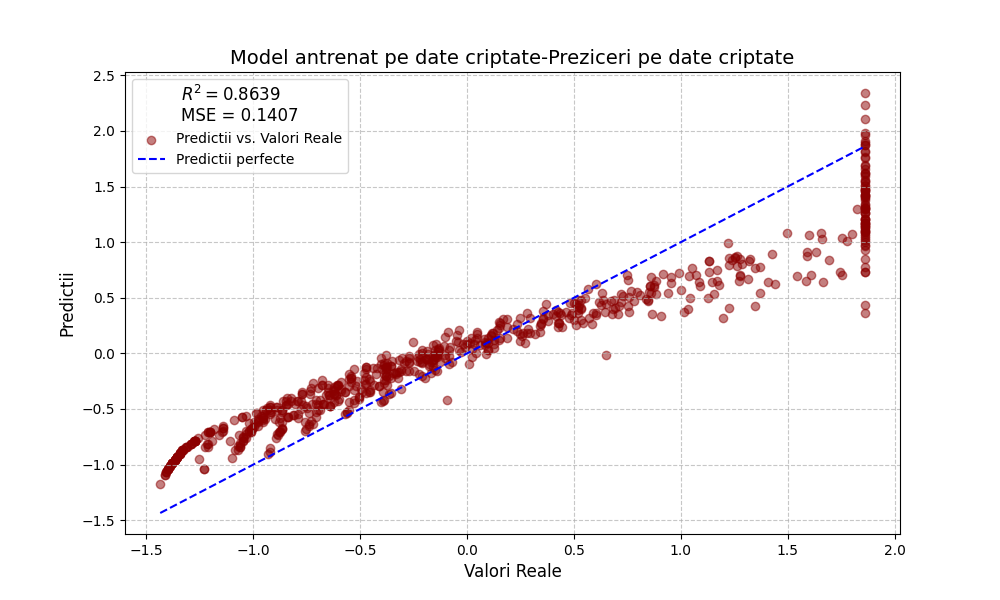 Model antrenat pe date criptate-Preziceri pe date criptate
R² = 0.8639
MSE = 0.1407
Predictii vs. Valori Reale
Predictii perfecte
Predictii
2.5
2.0
1.5
1.0
0.5
0.0
−0.5
−1.0
−1.5
−1.5 −1.0 −0.5 0.0 0.5 1.0 1.5 2.0
Valori Reale